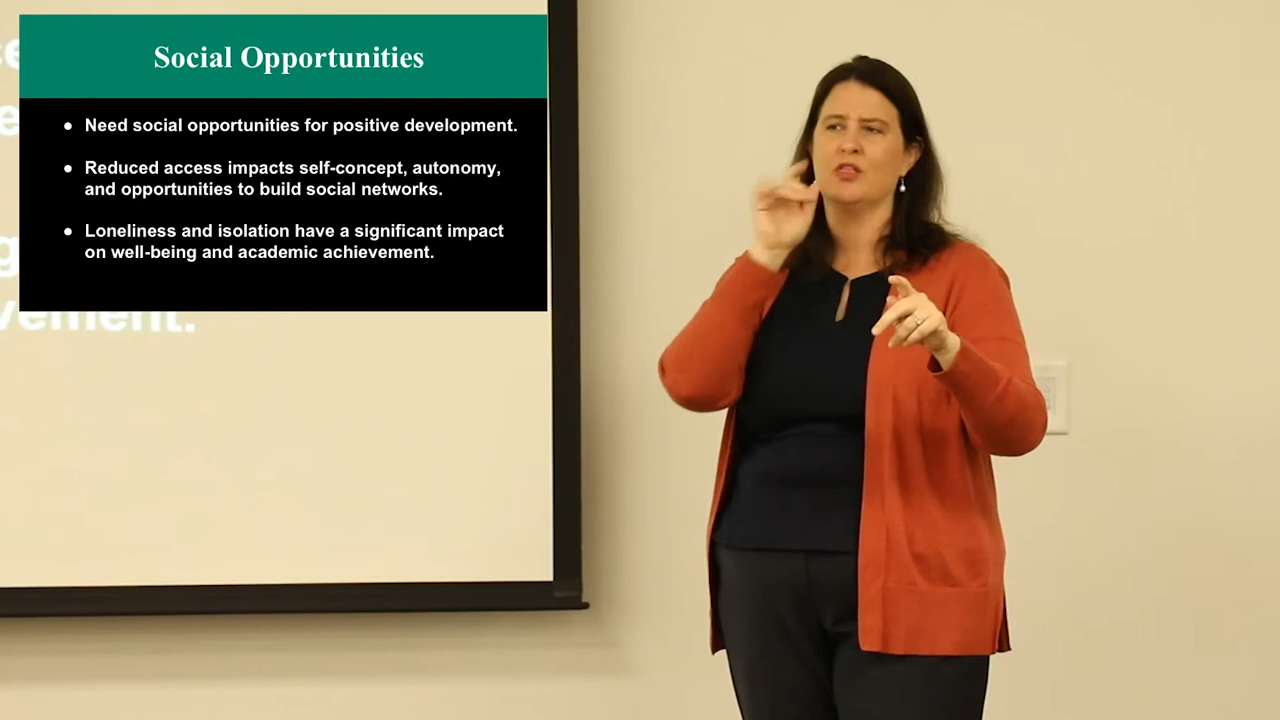 Social Opportunities
● Need social opportunities for positive development.
● Reduced access impacts self-concept, autonomy,
and opportunities to build social networks.
● Loneliness and isolation have a significant impact
on well-being and academic achievement.